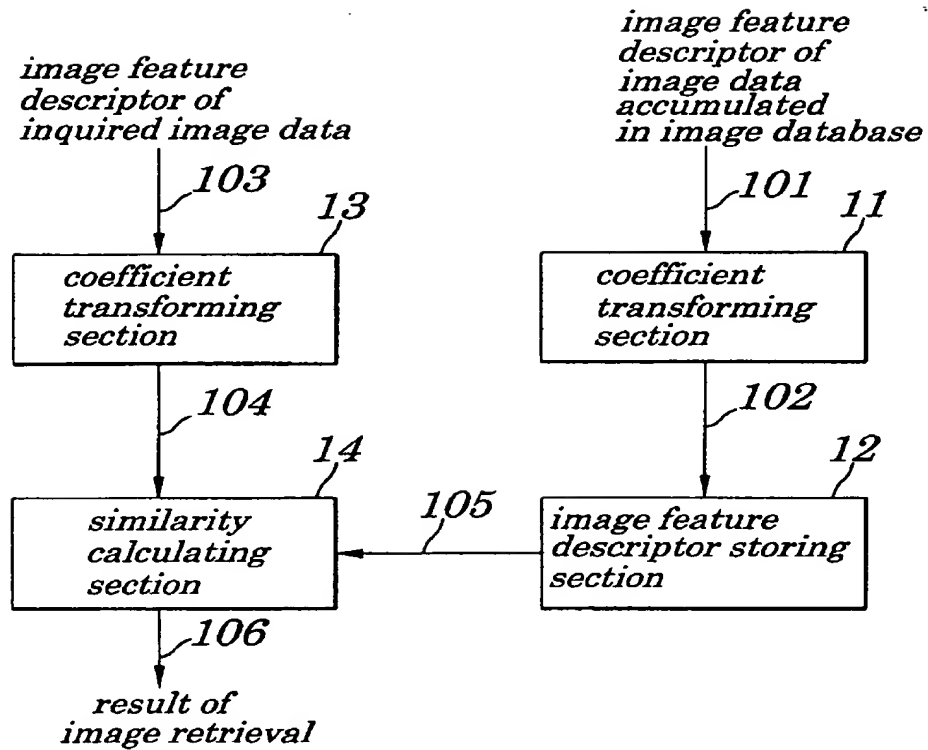 image feature
descriptor of
inquired image data
image feature
descriptor of
image data
accumulated
in image database
103
101
13
11
coefficient
transforming
section
coefficient
transforming
section
104
102
14
12
105
similarity
calculating
section
image feature
descriptor storing
section
106
result of
image retrieval